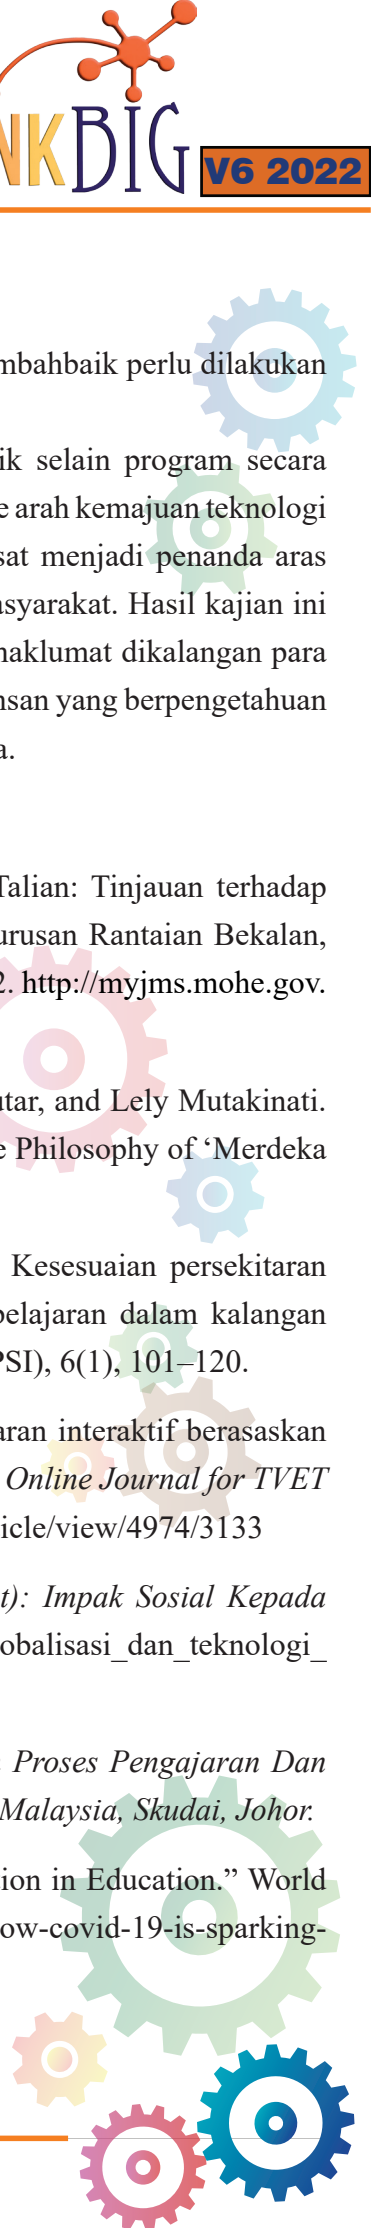 NKBIG
V6 2022
mbahbaik perlu dilakukan
ik selain program secara
e arah kemajuan teknologi
sat menjadi penanda aras
asyarakat. Hasil kajian ini
maklumat dikalangan para
nsan yang berpengetahuan
a.
Talian: Tinjauan terhadap
urusan Rantaian Bekalan,
2. http://myjms.mohe.gov.
utar, and Lely Mutakinati.
e Philosophy of ‘Merdeka
Kesesuaian persekitaran
pelajaran dalam kalangan
PSI), 6(1), 101–120.
aran interaktif berasaskan
Online Journal for TVET
icle/view/4974/3133
t): Impak Sosial Kepada
lobalisasi_dan_teknologi_
Proses Pengajaran Dan
Malaysia, Skudai, Johor.
tion in Education.” World
ow-covid-19-is-sparking-